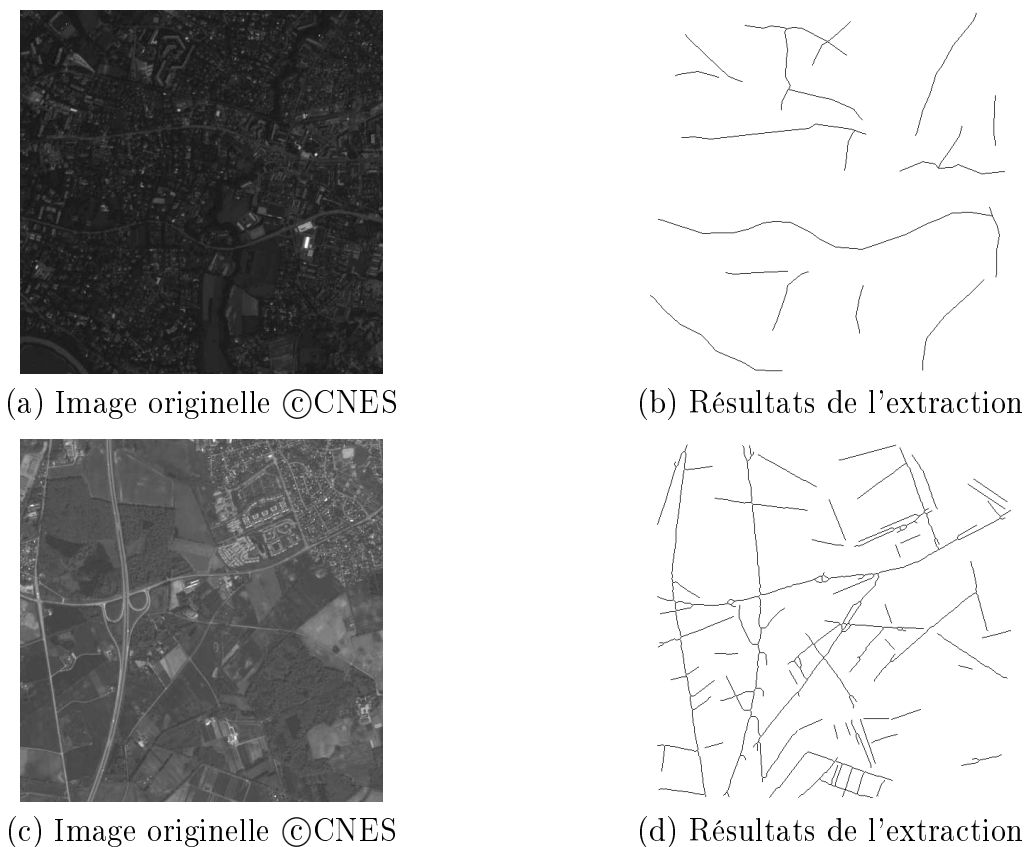 (a) Image originelle ©CNES
(b) Résultats de l'extraction
(c) Image originelle ©CNES
(d) Résultats de l'extraction